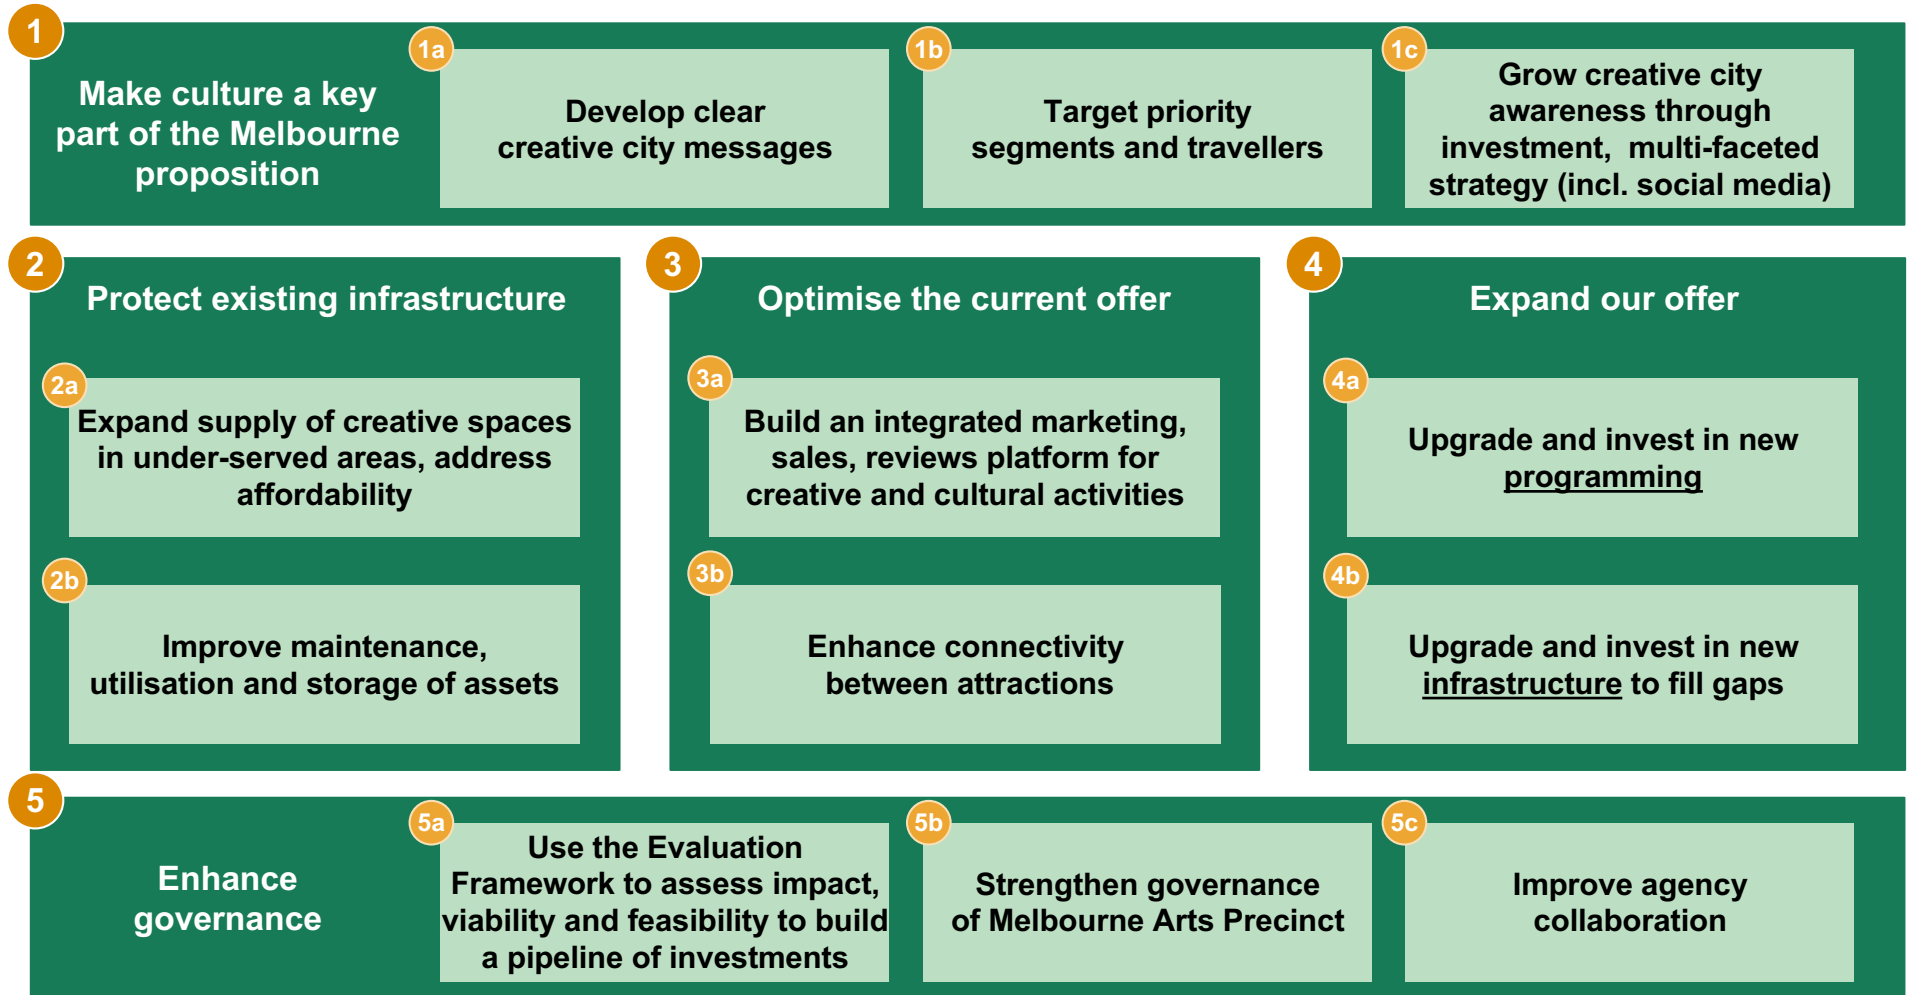 1
Make culture a key
part of the Melbourne
proposition
1a
Develop clear
creative city messages
1b
Target priority
segments and travellers
1c
Grow creative city
awareness through
investment,  multi-faceted
strategy (incl. social media)
2
Protect existing infrastructure
2a
Expand supply of creative spaces
in under-served areas, address
affordability
2b
Improve maintenance,
utilisation and storage of assets
3
Optimise the current offer
3a
Build an integrated marketing,
sales, reviews platform for
creative and cultural activities
3b
Enhance connectivity
between attractions
4
Expand our offer
4a
Upgrade and invest in new
programming
4b
Upgrade and invest in new
infrastructure to fill gaps
5
Enhance
governance
5a
Use the Evaluation
Framework to assess impact,
viability and feasibility to build
a pipeline of investments
5b
Strengthen governance
of Melbourne Arts Precinct
5c
Improve agency
collaboration